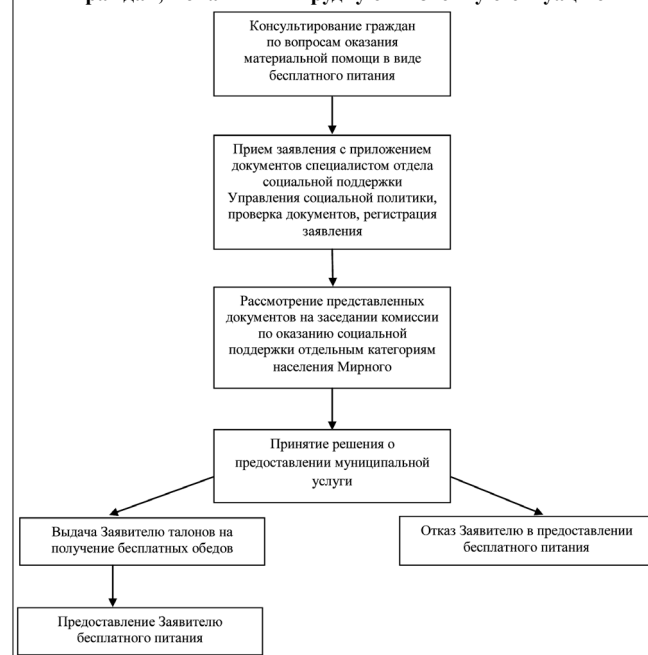 Консультирование граждан
по вопросам оказания
материальной помощи в виде
бесплатного питания
Прием заявления с приложением
документов специалистом отдела
социальной поддержки
Управления социальной политики,
проверка документов, регистрация
заявления
Рассмотрение представленных
документов на заседании комиссии
по оказанию социальной
поддержки отдельным категориям
населения Мирного
Принятие решения о
предоставлении муниципальной
услуги
Выдача Заявителю талонов на
получение бесплатных обедов
Отказ Заявителю в предоставлении
бесплатного питания
Предоставление Заявителю
бесплатного питания